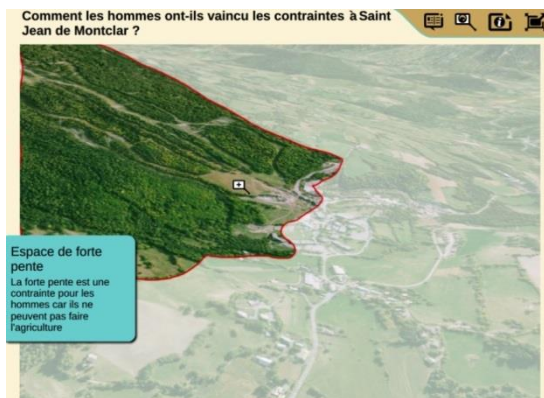 Comment les hommes ont-ils vaincu les contraintes à Saint
Jean de Montclar ?
Espace de forte
pente
La forte pente est une
contrainte pour les
hommes car ils ne
peuvent pas faire
l'agriculture